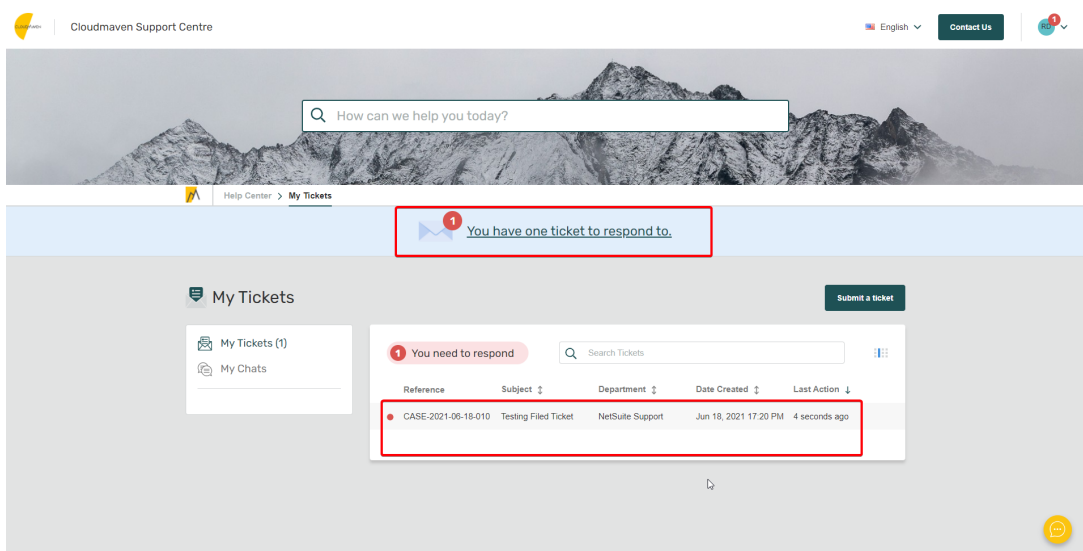 Cloudmaven Support Centre
English
Contact Us
RD
1
How can we help you today?
Help Center > My Tickets
1
You have one ticket to respond to.
My Tickets
Submit a ticket
My Tickets (1)
My Chats
1 You need to respond
Search Tickets
Reference Subject Department Date Created Last Action
CASE-2021-06-18-010 Testing Filed Ticket NetSuite Support Jun 18, 2021 17:20 PM 4 seconds ago